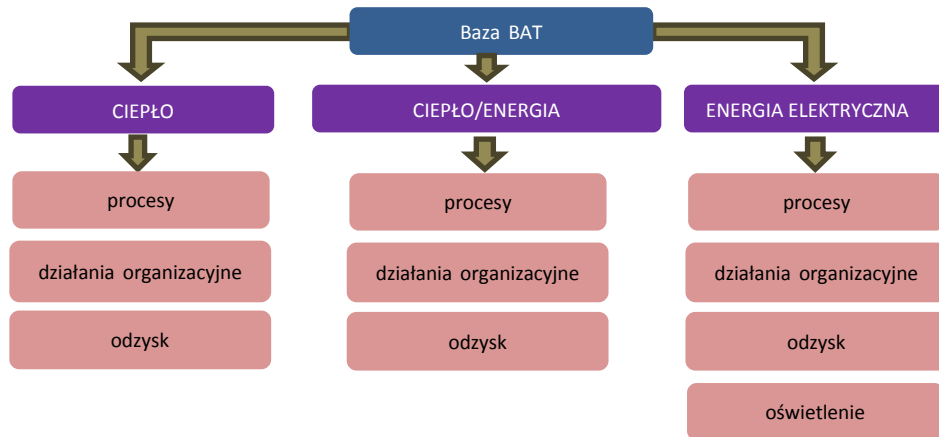 Baza BAT
CIEPŁO
CIEPŁO/ENERGIA
ENERGIA ELEKTRYCZNA
procesy
procesy
procesy
działania organizacyjne
działania organizacyjne
działania organizacyjne
odzysk
odzysk
odzysk
oświetlenie